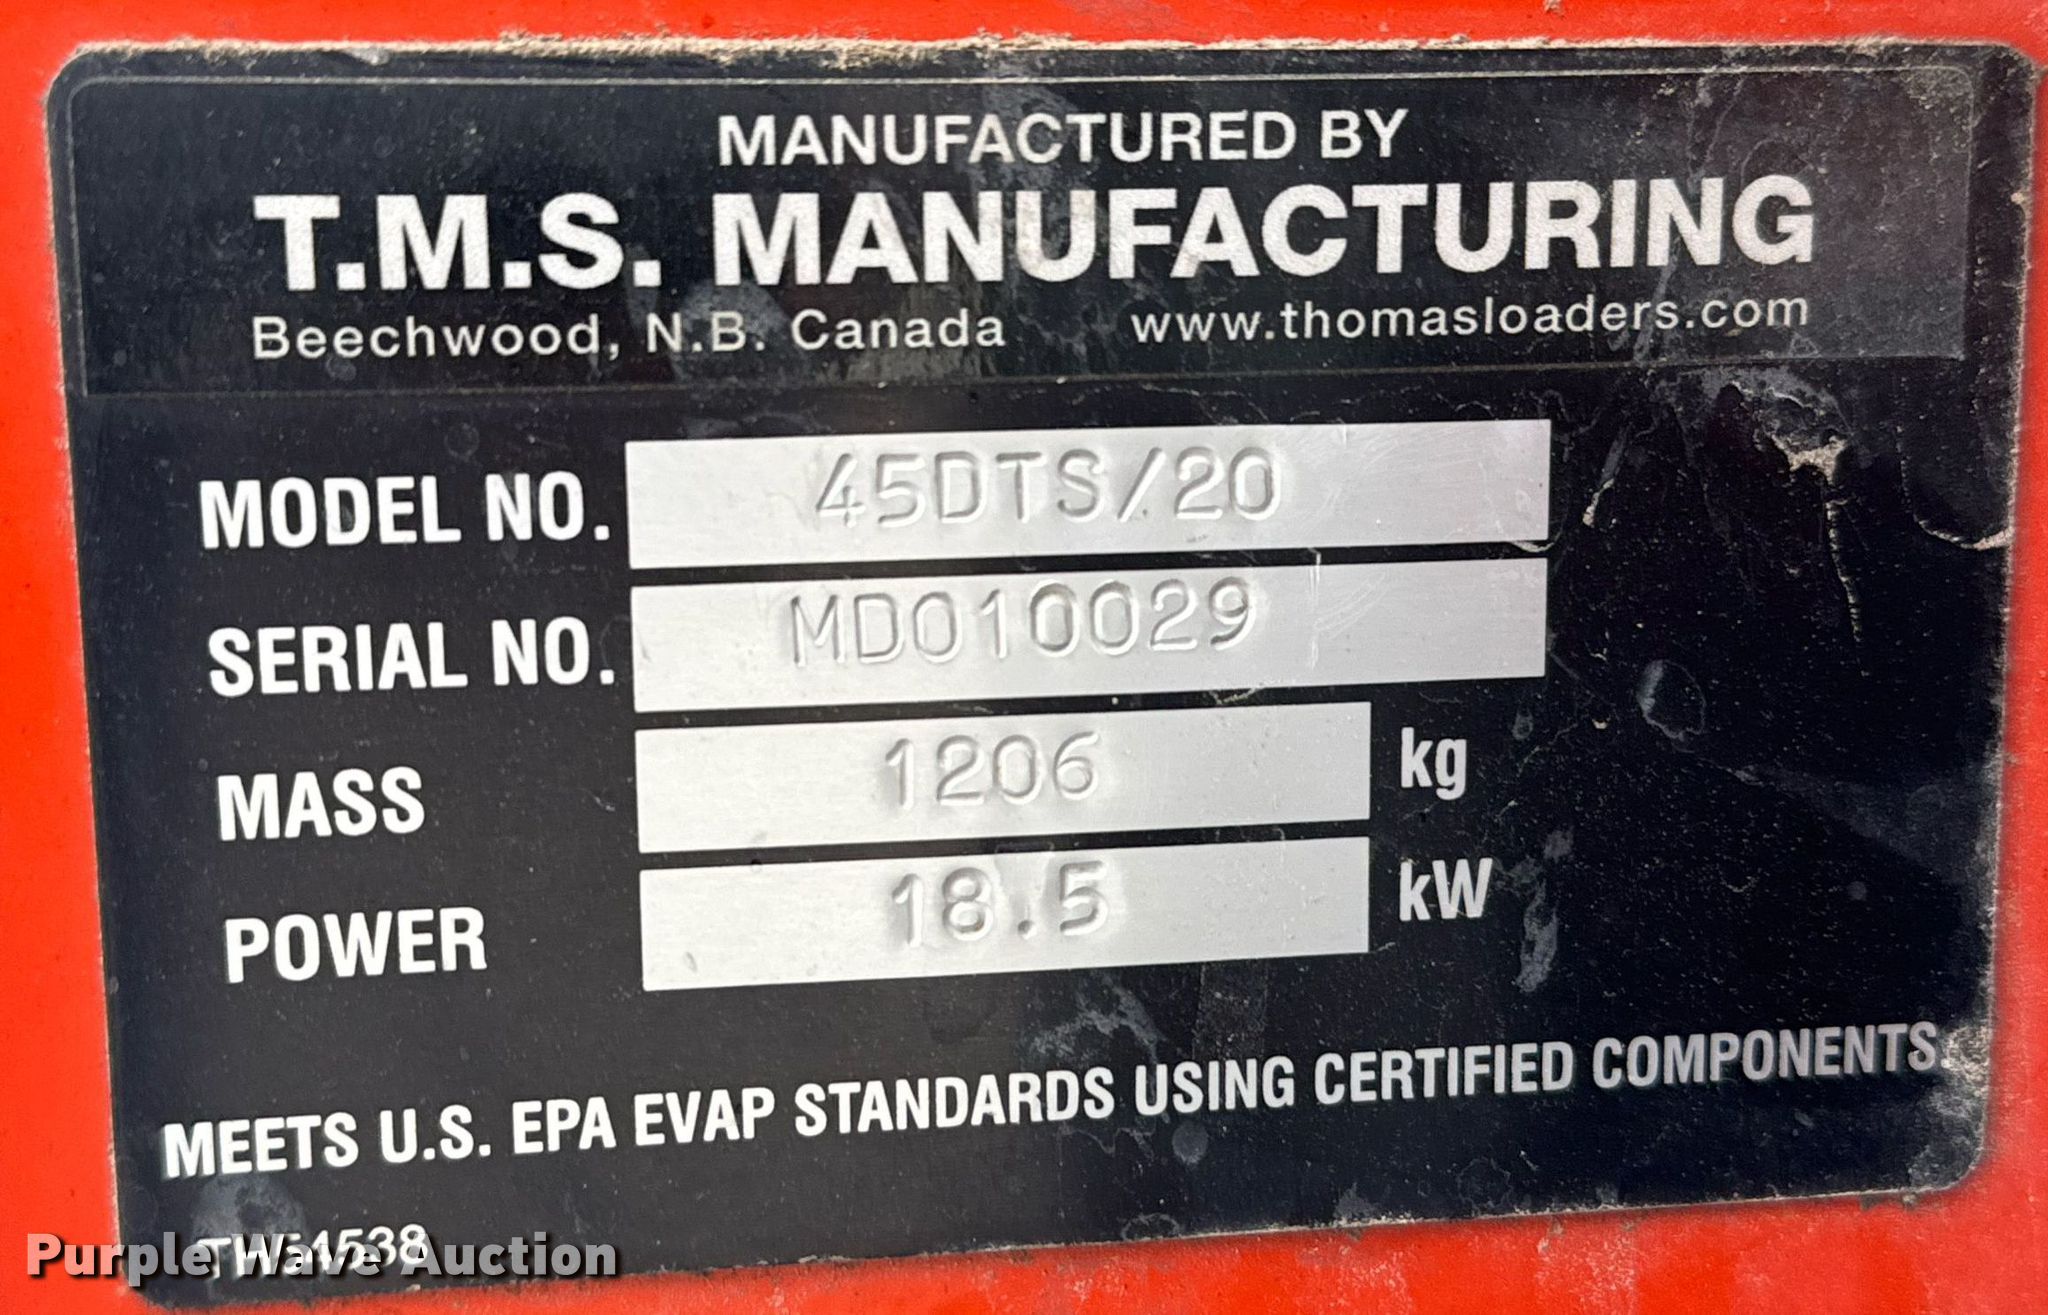 MANUFACTURED BY
T.M.S. MANUFACTURING
Beechwood, N.B. Canada www.thomasloaders.com
MODEL NO. 45DTS/20
SERIAL NO. MD010029
MASS 1206 kg
POWER 18.5 kW
MEETS U.S. EPA EVAP STANDARDS USING CERTIFIED COMPONENTS.
Purple Wave Auction